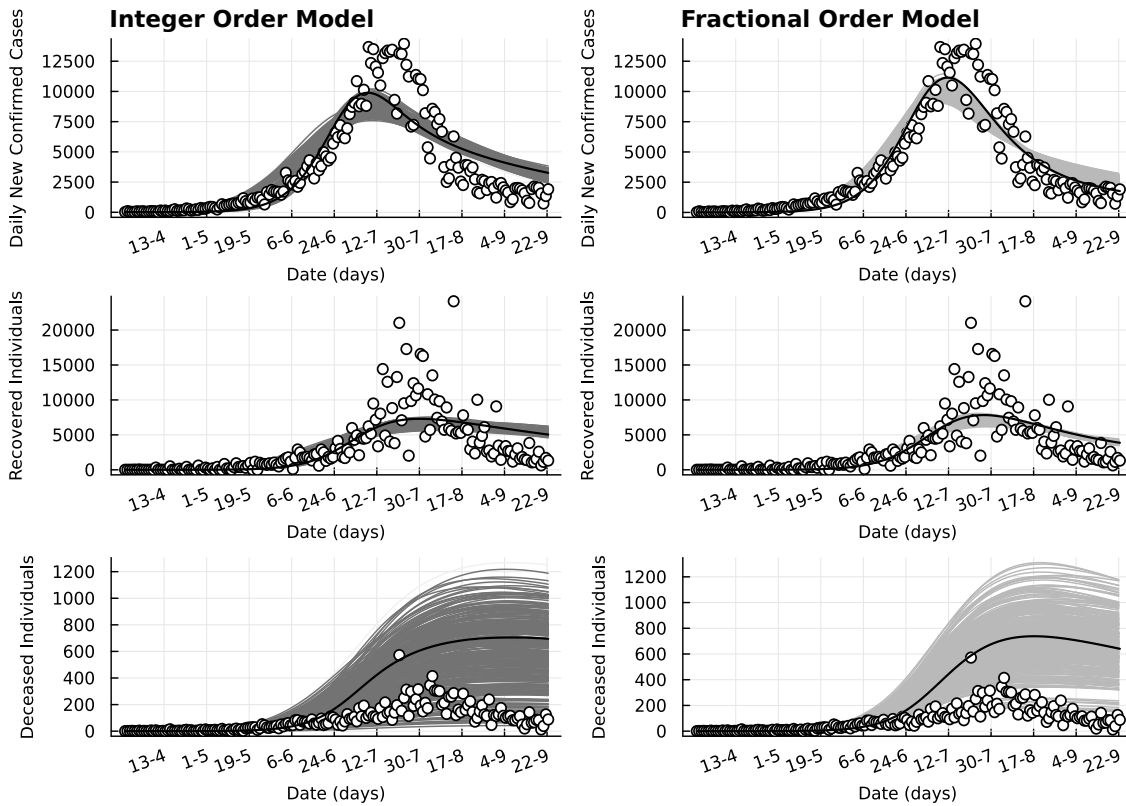 Integer Order Model
Fractional Order Model
Daily New Confirmed Cases
12500
10000
7500
5000
2500
0
13-4 1-5 19-5 6-6 24-6 12-7 30-7 17-8 4-9 22-9
Date (days)
Daily New Confirmed Cases
12500
10000
7500
5000
2500
0
13-4 1-5 19-5 6-6 24-6 12-7 30-7 17-8 4-9 22-9
Date (days)
Recovered Individuals
20000
15000
10000
5000
0
13-4 1-5 19-5 6-6 24-6 12-7 30-7 17-8 4-9 22-9
Date (days)
Recovered Individuals
20000
15000
10000
5000
0
13-4 1-5 19-5 6-6 24-6 12-7 30-7 17-8 4-9 22-9
Date (days)
Deceased Individuals
1200
1000
800
600
400
200
0
13-4 1-5 19-5 6-6 24-6 12-7 30-7 17-8 4-9 22-9
Date (days)
Deceased Individuals
1200
1000
800
600
400
200
0
13-4 1-5 19-5 6-6 24-6 12-7 30-7 17-8 4-9 22-9
Date (days)